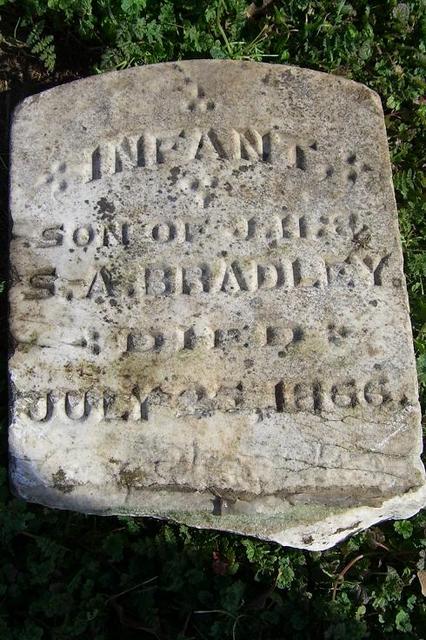 INFANT
SON OF J.H.&
S.A. BRADLEY.
DIED
JULY 25, 1866.